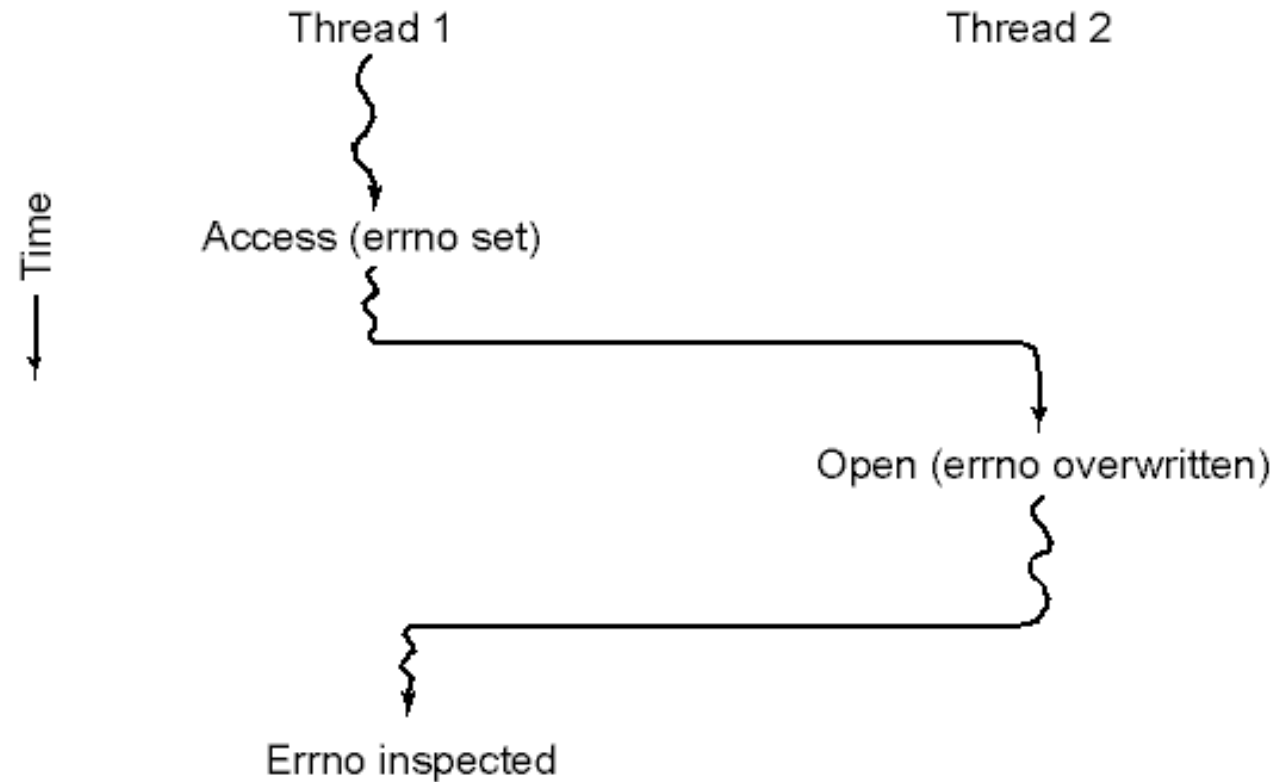 Thread 1
Thread 2
Time
Access (errno set)
Open (errno overwritten)
Errno inspected